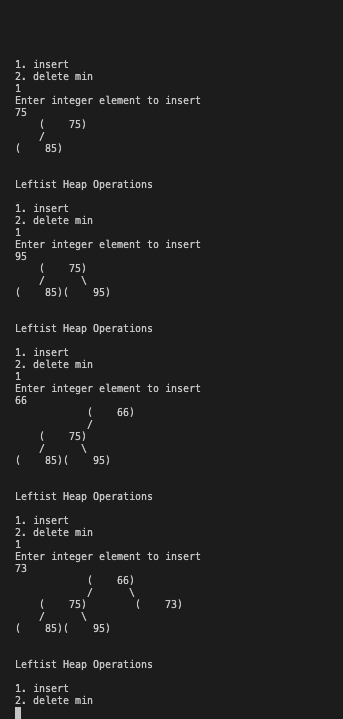 1. insert
2. delete min
1
Enter integer element to insert
75
    (    75)
    /
(    85)
Leftist Heap Operations
1. insert
2. delete min
1
Enter integer element to insert
95
    (    75)
    /      \
(    85)(    95)
Leftist Heap Operations
1. insert
2. delete min
1
Enter integer element to insert
66
            (    66)
            /
    (    75)
    /      \
(    85)(    95)
Leftist Heap Operations
1. insert
2. delete min
1
Enter integer element to insert
73
            (    66)
            /      \
    (    75)        (    73)
    /      \
(    85)(    95)
Leftist Heap Operations
1. insert
2. delete min